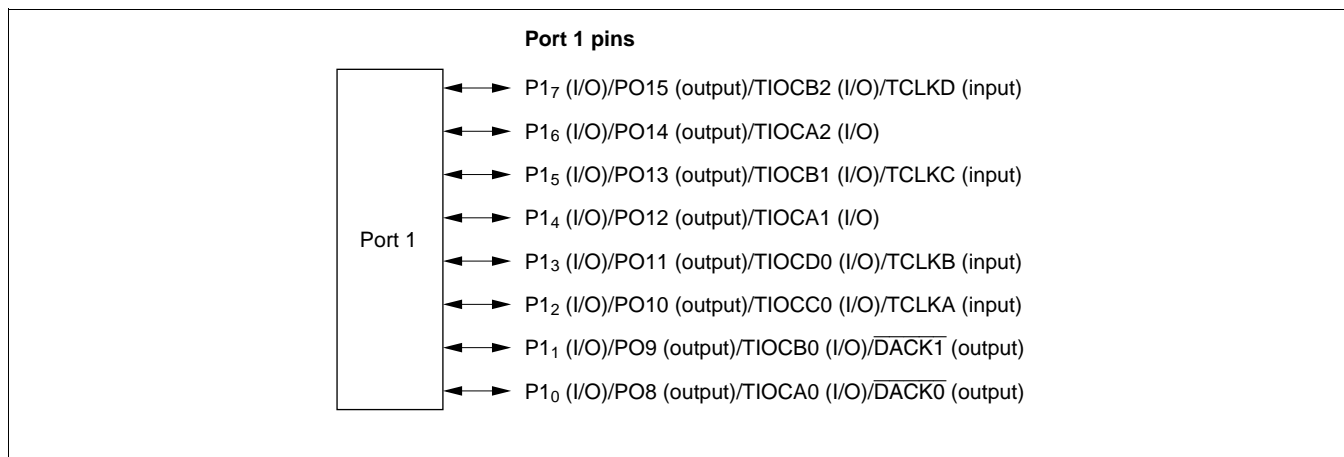 Port 1 pins
P1₇ (I/O)/PO15 (output)/TIOCB2 (I/O)/TCLKD (input)
P1₆ (I/O)/PO14 (output)/TIOCA2 (I/O)
P1₅ (I/O)/PO13 (output)/TIOCB1 (I/O)/TCLKC (input)
P1₄ (I/O)/PO12 (output)/TIOCA1 (I/O)
Port 1
P1₃ (I/O)/PO11 (output)/TIOCD0 (I/O)/TCLKB (input)
P1₂ (I/O)/PO10 (output)/TIOCC0 (I/O)/TCLKA (input)
P1₁ (I/O)/PO9 (output)/TIOCB0 (I/O)/D̅A̅C̅K̅1̅ (output)
P1₀ (I/O)/PO8 (output)/TIOCA0 (I/O)/D̅A̅C̅K̅0̅ (output)